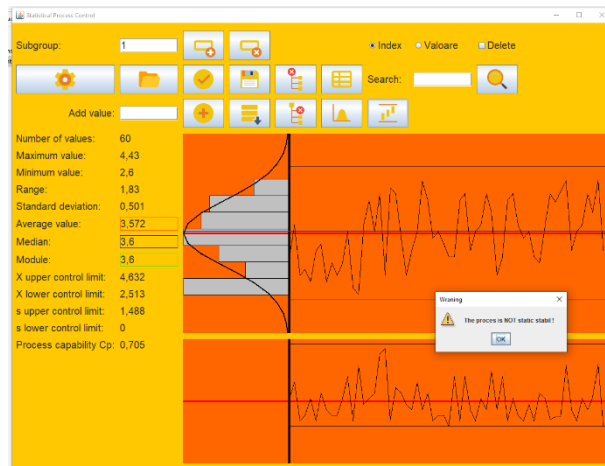 Statistical Process Control
Subgroup: 1
Index Valoare Delete
Search:
Add value:
Number of values: 60
Maximum value: 4,43
Minimum value: 2,6
Range: 1,83
Standard deviation: 0,501
Average value: 3,572
Median: 3,6
Module: 3,6
X upper control limit: 4,632
X lower control limit: 2,513
s upper control limit: 1,488
s lower control limit: 0
Process capability Cp: 0,705
Wraning
The proces is NOT static stabil !
OK